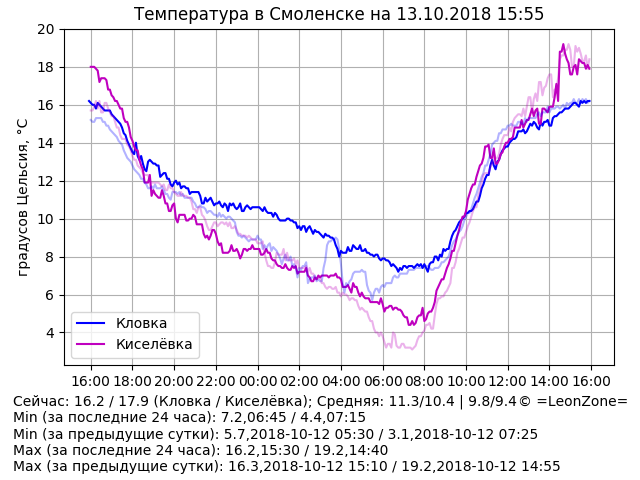 Температура в Смоленске на 13.10.2018 15:55
градусов Цельсия, °C
20
18
16
14
12
10
8
6
4
Кловка
Киселёвка
16:00 18:00 20:00 22:00 00:00 02:00 04:00 06:00 08:00 10:00 12:00 14:00 16:00
Сейчас: 16.2 / 17.9 (Кловка / Киселёвка); Средняя: 11.3/10.4 | 9.8/9.4© =LeonZone=
Min (за последние 24 часа): 7.2,06:45 / 4.4,07:15
Min (за предыдущие сутки): 5.7,2018-10-12 05:30 / 3.1,2018-10-12 07:25
Max (за последние 24 часа): 16.2,15:30 / 19.2,14:40
Max (за предыдущие сутки): 16.3,2018-10-12 15:10 / 19.2,2018-10-12 14:55